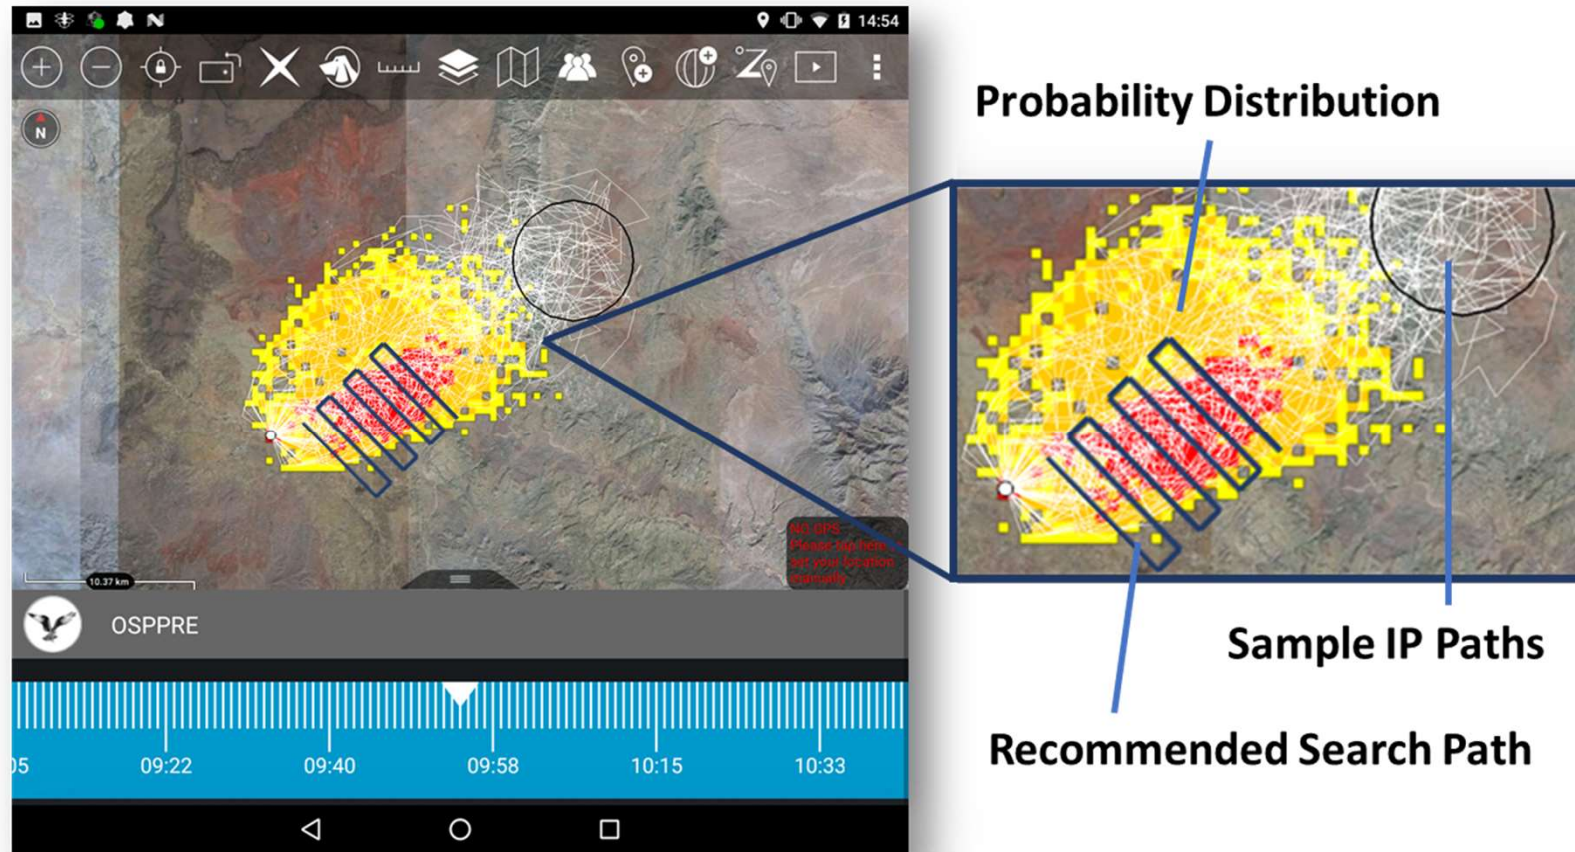 14:54
Probability Distribution
N
NO GPS
Please tap here to
set your location
manually
10.37 km
Sample IP Paths
OSPPRE
Recommended Search Path
05
09:22
09:40
09:58
10:15
10:33